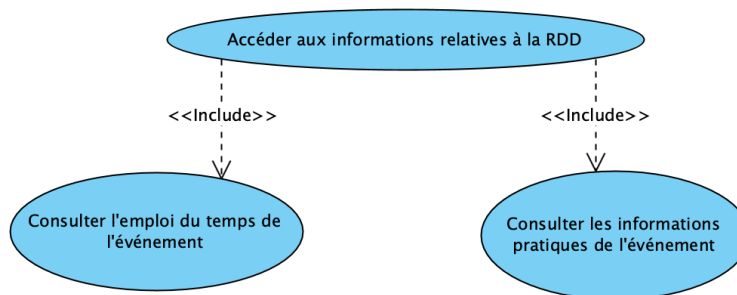 Accéder aux informations relatives à la RDD
<<Include>>
<<Include>>
Consulter l'emploi du temps de
l'événement
Consulter les informations
pratiques de l'événement